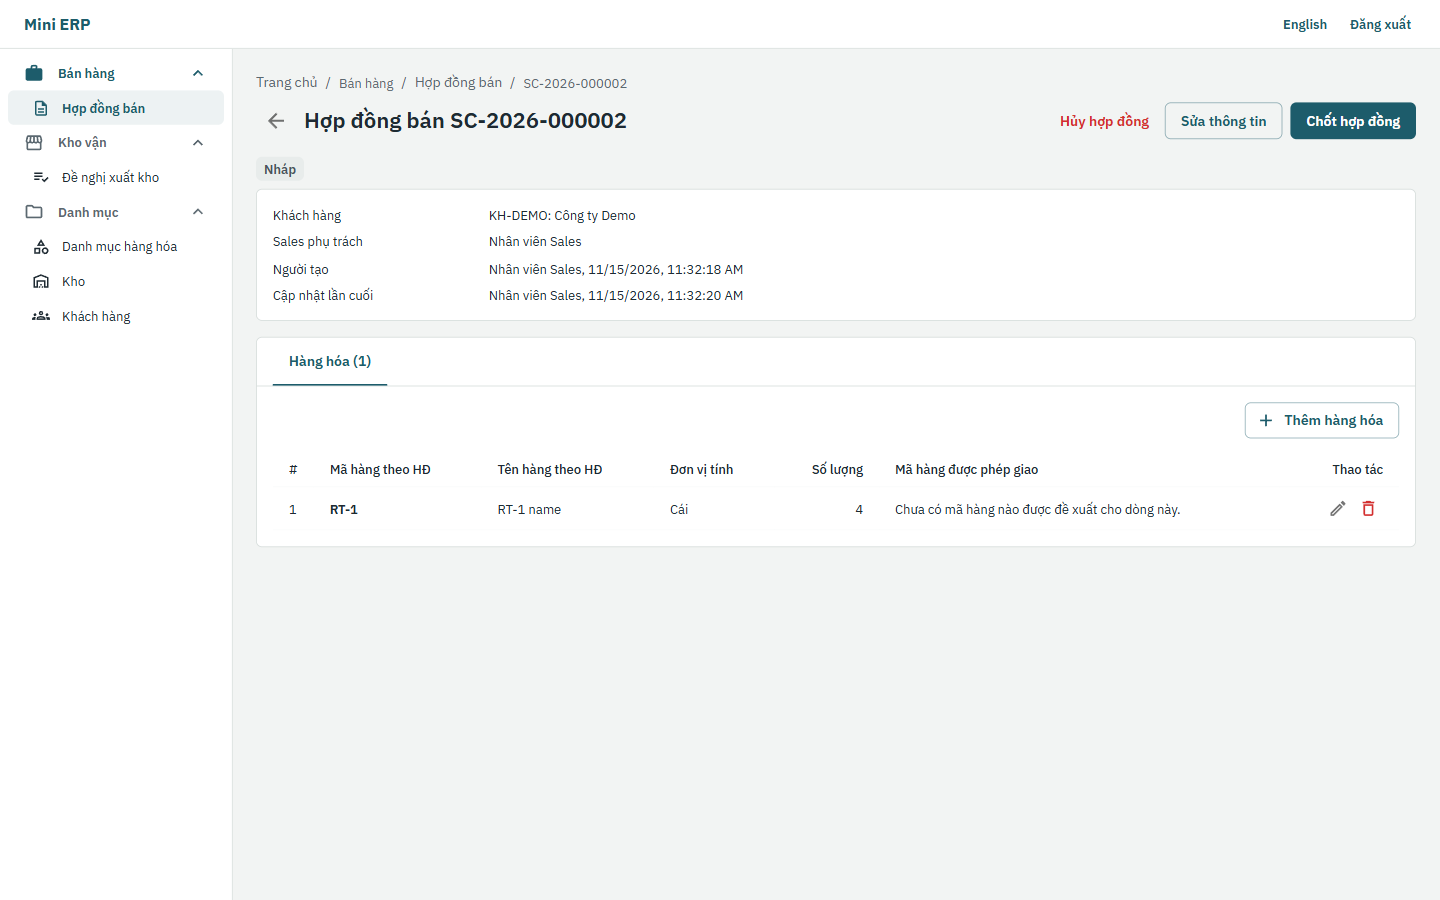 Mini ERP
English
Đăng xuất
Bán hàng
Hợp đồng bán
Kho vận
Đề nghị xuất kho
Danh mục
Danh mục hàng hóa
Kho
Khách hàng
Trang chủ / Bán hàng / Hợp đồng bán / SC-2026-000002
Hợp đồng bán SC-2026-000002
Hủy hợp đồng
Sửa thông tin
Chốt hợp đồng
Nháp
Khách hàng KH-DEMO: Công ty Demo
Sales phụ trách Nhân viên Sales
Người tạo Nhân viên Sales, 11/15/2026, 11:32:18 AM
Cập nhật lần cuối Nhân viên Sales, 11/15/2026, 11:32:20 AM
Hàng hóa (1)
Thêm hàng hóa
# Mã hàng theo HĐ Tên hàng theo HĐ Đơn vị tính Số lượng Mã hàng được phép giao Thao tác
1 RT-1 RT-1 name Cái 4 Chưa có mã hàng nào được đề xuất cho dòng này.